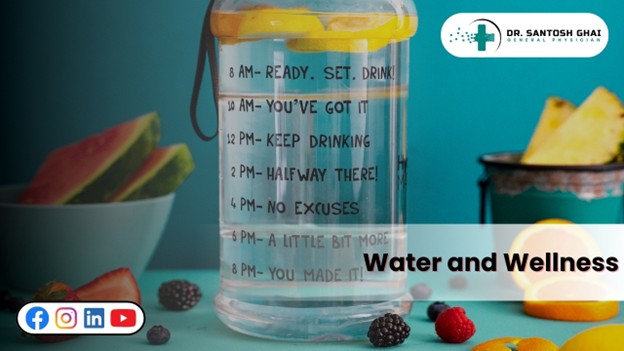 DR. SANTOSH GHAI
GENERAL PHYSICIAN
8 AM- READY. SET. DRINK!
10 AM- YOU'VE GOT IT
12 PM- KEEP DRINKING
2 PM- HALFWAY THERE!
4 PM- NO EXCUSES
6 PM- A LITTLE BIT MORE
8 PM- YOU MADE IT!
Water and Wellness